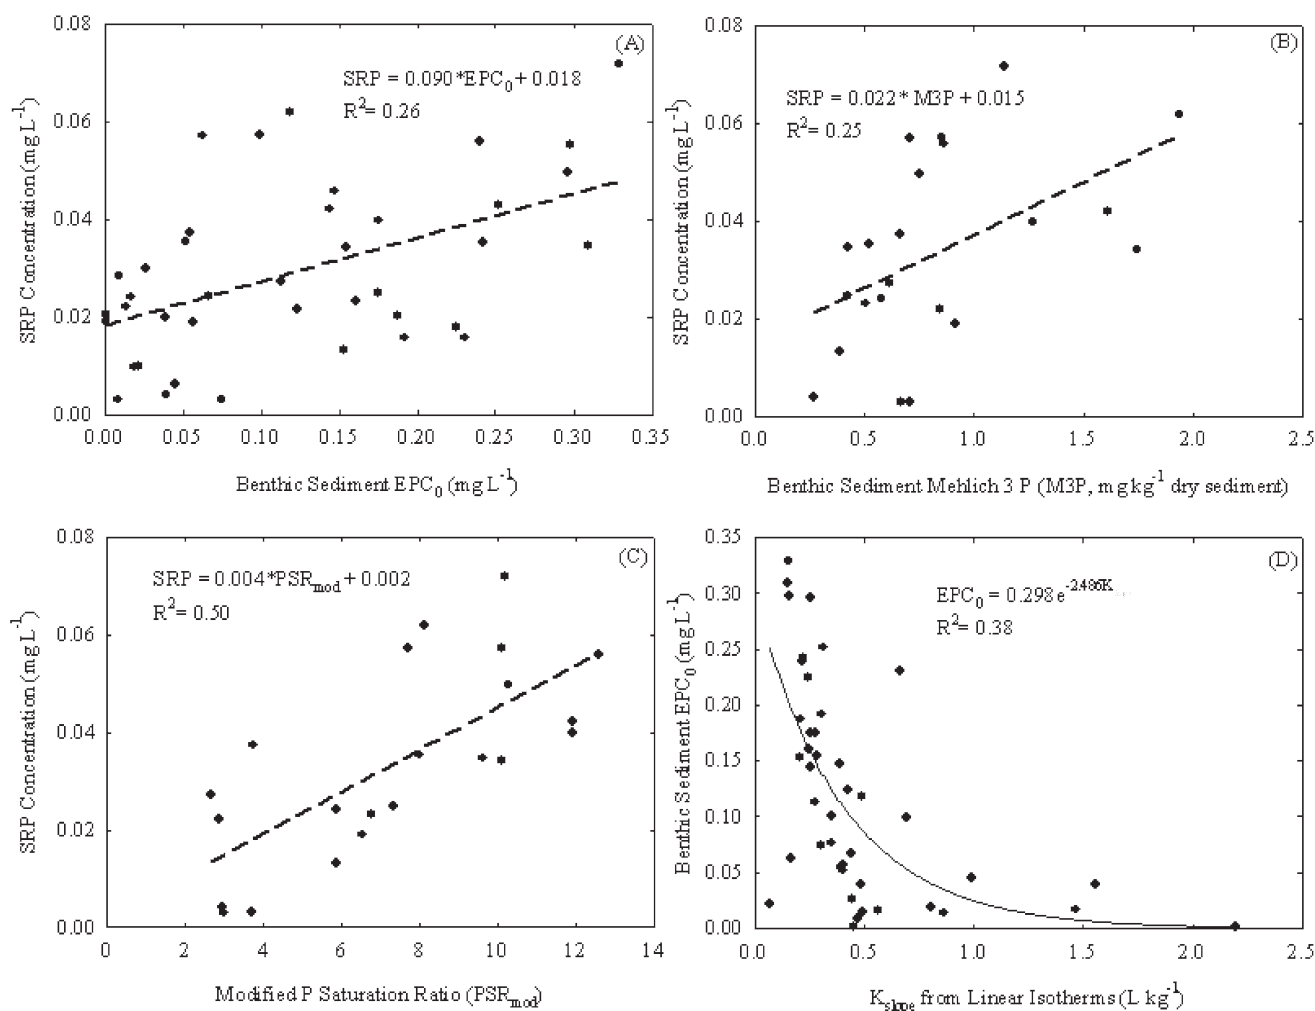 (A)
SRP = 0.090*EPC0 + 0.018
R2= 0.26
SRP Concentration (mg L-1)
0.08
0.06
0.04
0.02
0.00
0.00 0.05 0.10 0.15 0.20 0.25 0.30 0.35
Benthic Sediment EPC0 (mg L-1)
(B)
SRP = 0.022* M3P + 0.015
R2= 0.25
SRP Concentration (mg L-1)
0.08
0.06
0.04
0.02
0.00
0.0 0.5 1.0 1.5 2.0 2.5
Benthic Sediment Mehlich 3 P (M3P, mg kg-1 dry sediment)
(C)
SRP = 0.004*PSRmod + 0.002
R2= 0.50
SRP Concentration (mg L-1)
0.08
0.06
0.04
0.02
0.00
0 2 4 6 8 10 12 14
Modified P Saturation Ratio (PSRmod)
(D)
EPC0 = 0.298e-2.486K
R2= 0.38
Benthic Sediment EPC0 (mg L-1)
0.35
0.30
0.25
0.20
0.15
0.10
0.05
0.00
0.0 0.5 1.0 1.5 2.0 2.5
Kslope from Linear Isotherms (L kg-1)